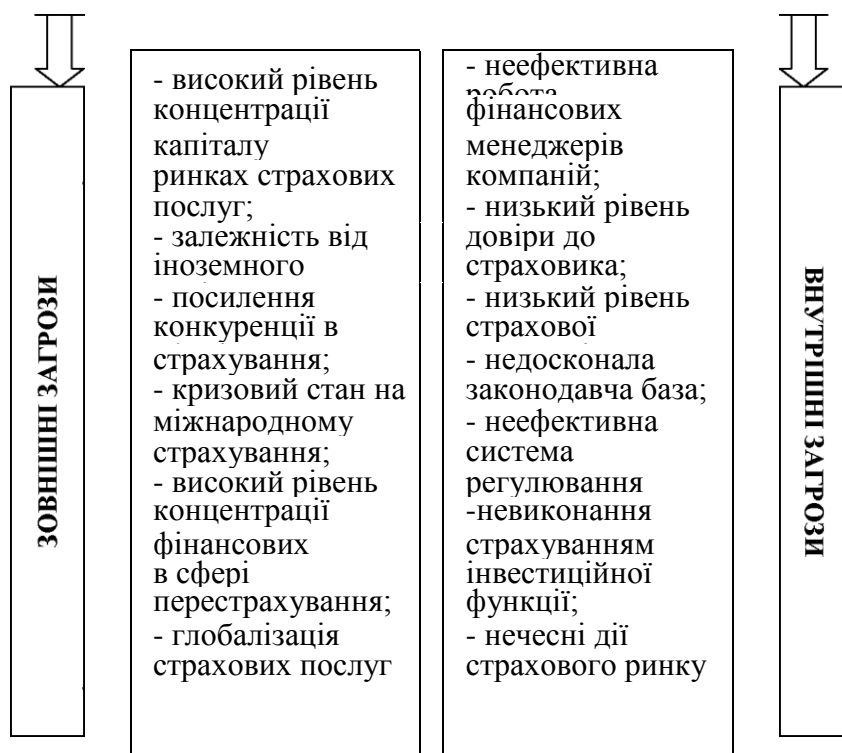 ЗОВНІШНІ ЗАГРОЗИ
- високий рівень
концентрації
капіталу
ринках страхових
послуг;
- залежність від
іноземного
- посилення
конкуренції в
страхування;
- кризовий стан на
міжнародному
страхування;
- високий рівень
концентрації
фінансових
в сфері
перестрахування;
- глобалізація
страхових послуг
- неефективна
робота
фінансових
менеджерів
компаній;
- низький рівень
довіри до
страховика;
- низький рівень
страхової
- недосконала
законодавча база;
- неефективна
система
регулювання
-невиконання
страхуванням
інвестиційної
функції;
- нечесні дії
страхового ринку
ВНУТРІШНІ ЗАГРОЗИ